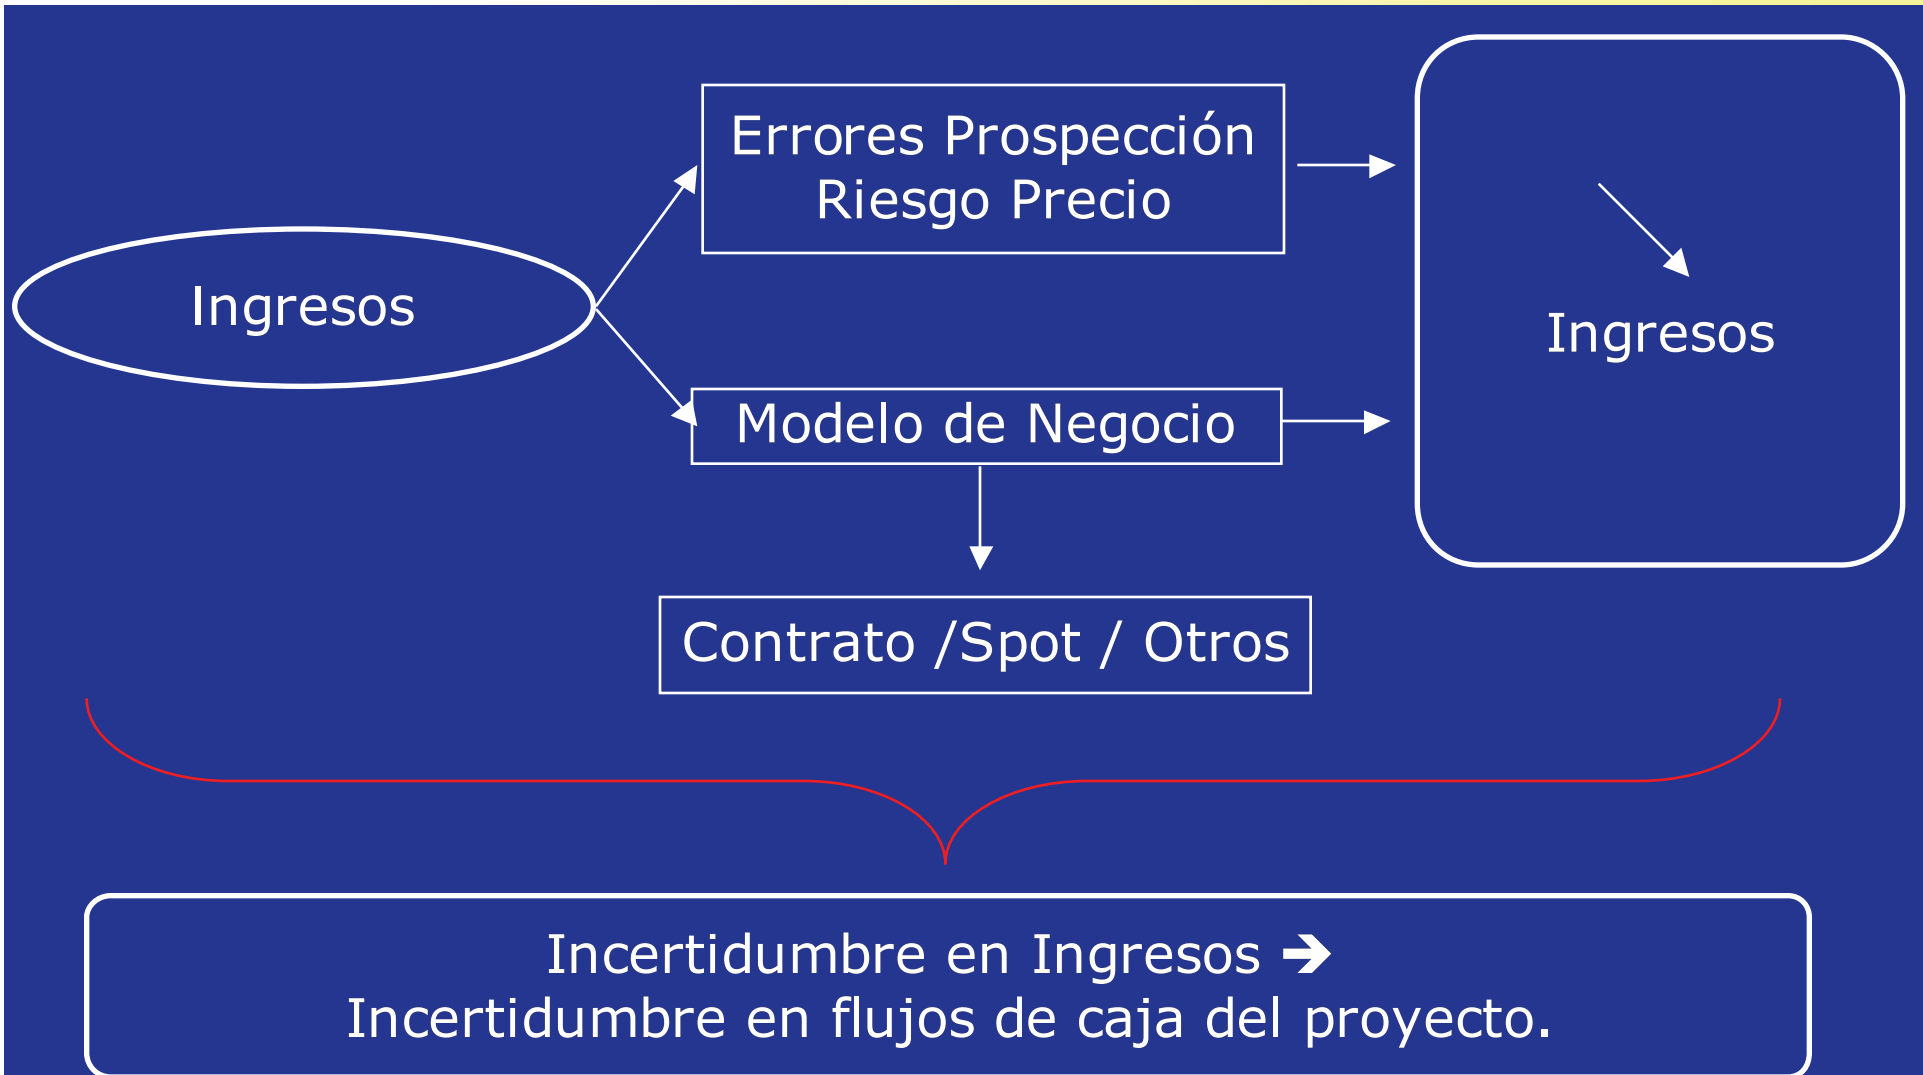 Errores Prospección
Riesgo Precio
Ingresos
Ingresos
Modelo de Negocio
Contrato /Spot / Otros
Incertidumbre en Ingresos ➔
Incertidumbre en flujos de caja del proyecto.